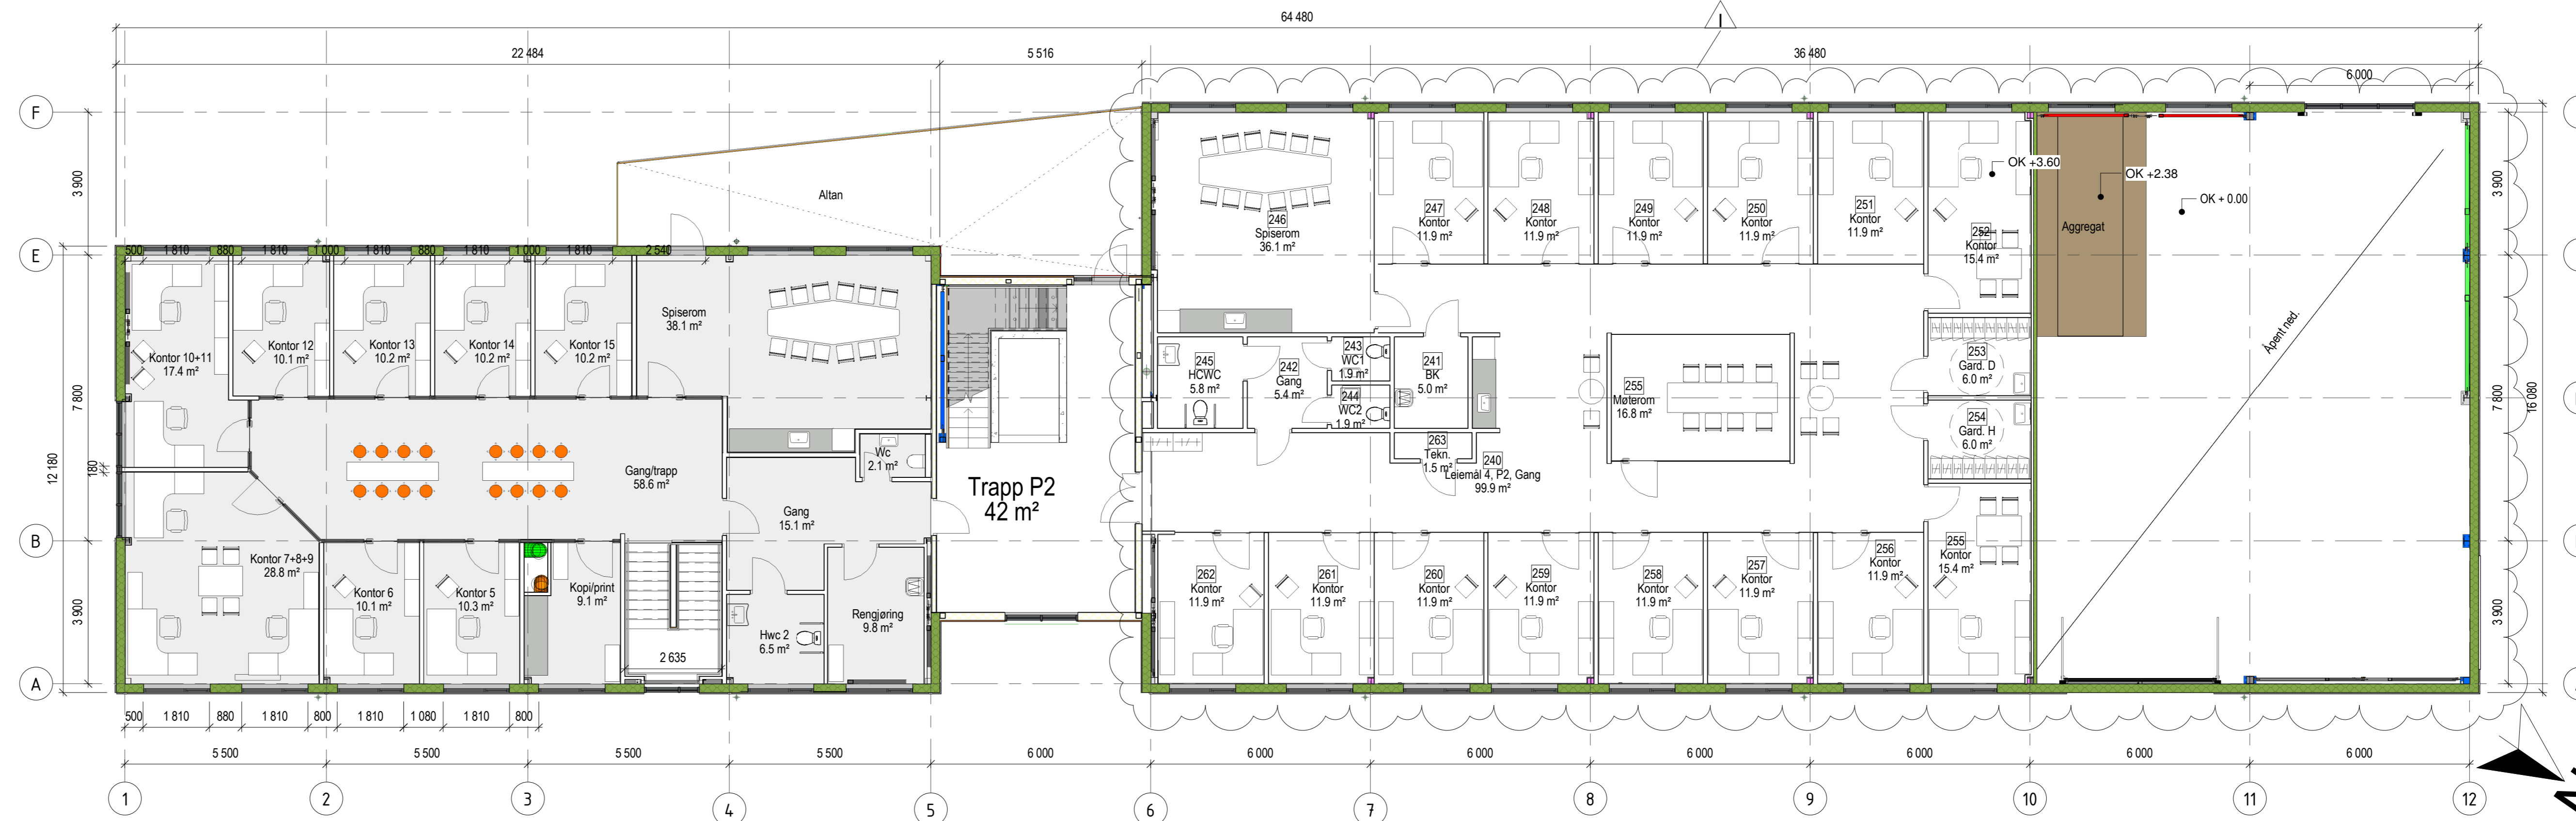 64 480
22 484
5 516
36 480
6 000
I
F
E
B
A
3 900
7 800
3 900
12 180
180
500
1 810
880
1 810
1 000
1 810
880
1 810
1 000
1 810
2 540
Altan
Kontor 10+11
17.4 m²
Kontor 12
10.1 m²
Kontor 13
10.2 m²
Kontor 14
10.2 m²
Kontor 15
10.2 m²
Spiserom
38.1 m²
Gang/trapp
58.6 m²
Wc
2.1 m²
Gang
15.1 m²
Kontor 7+8+9
28.8 m²
Kontor 6
10.1 m²
Kontor 5
10.3 m²
Kopi/print
9.1 m²
2 635
Hwc 2
6.5 m²
Rengjøring
9.8 m²
Trapp P2
42 m²
246
Spiserom
36.1 m²
247
Kontor
11.9 m²
248
Kontor
11.9 m²
249
Kontor
11.9 m²
250
Kontor
11.9 m²
251
Kontor
11.9 m²
252
Kontor
15.4 m²
OK +3.60
OK +2.38
OK + 0.00
Aggregat
Åpent ned.
245
HCWC
5.8 m²
242
Gang
5.4 m²
243
WC1
1.9 m²
244
WC2
1.9 m²
241
BK
5.0 m²
263
Tekn.
1.5 m²
240
Leiemål 4, P2, Gang
99.9 m²
255
Møterom
16.8 m²
253
Gard. D
6.0 m²
254
Gard. H
6.0 m²
262
Kontor
11.9 m²
261
Kontor
11.9 m²
260
Kontor
11.9 m²
259
Kontor
11.9 m²
258
Kontor
11.9 m²
257
Kontor
11.9 m²
256
Kontor
11.9 m²
255
Kontor
15.4 m²
3 900
7 800
16 080
3 900
500
1 810
880
1 810
800
1 810
1 080
1 810
800
5 500
5 500
5 500
5 500
6 000
6 000
6 000
6 000
6 000
6 000
6 000
1
2
3
4
5
6
7
8
9
10
11
12